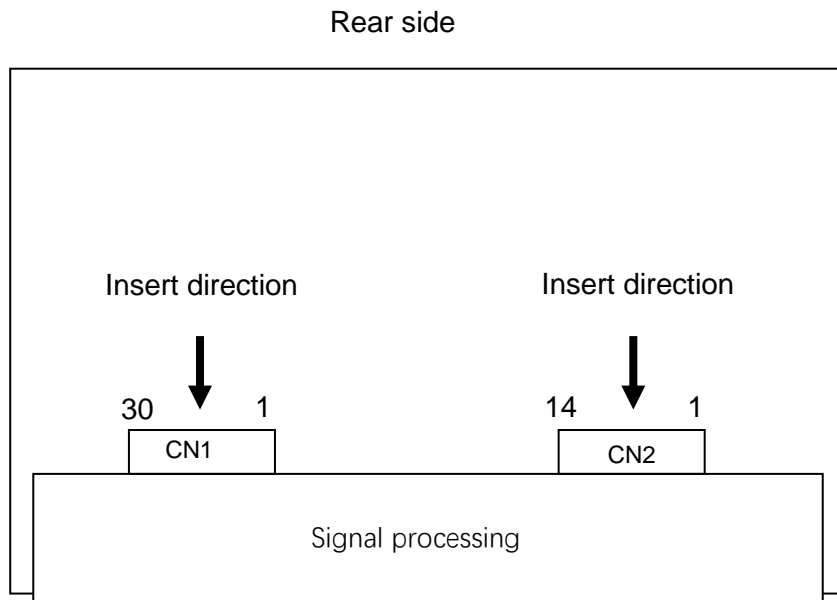 Rear side
Insert direction
Insert direction
30 1
14 1
CN1
CN2
Signal processing